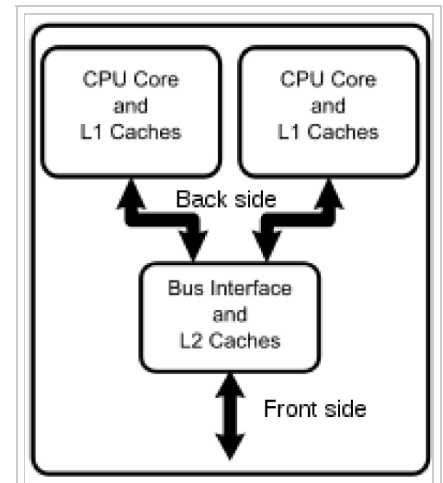 CPU Core
and
L1 Caches
CPU Core
and
L1 Caches
Back side
Bus Interface
and
L2 Caches
Front side